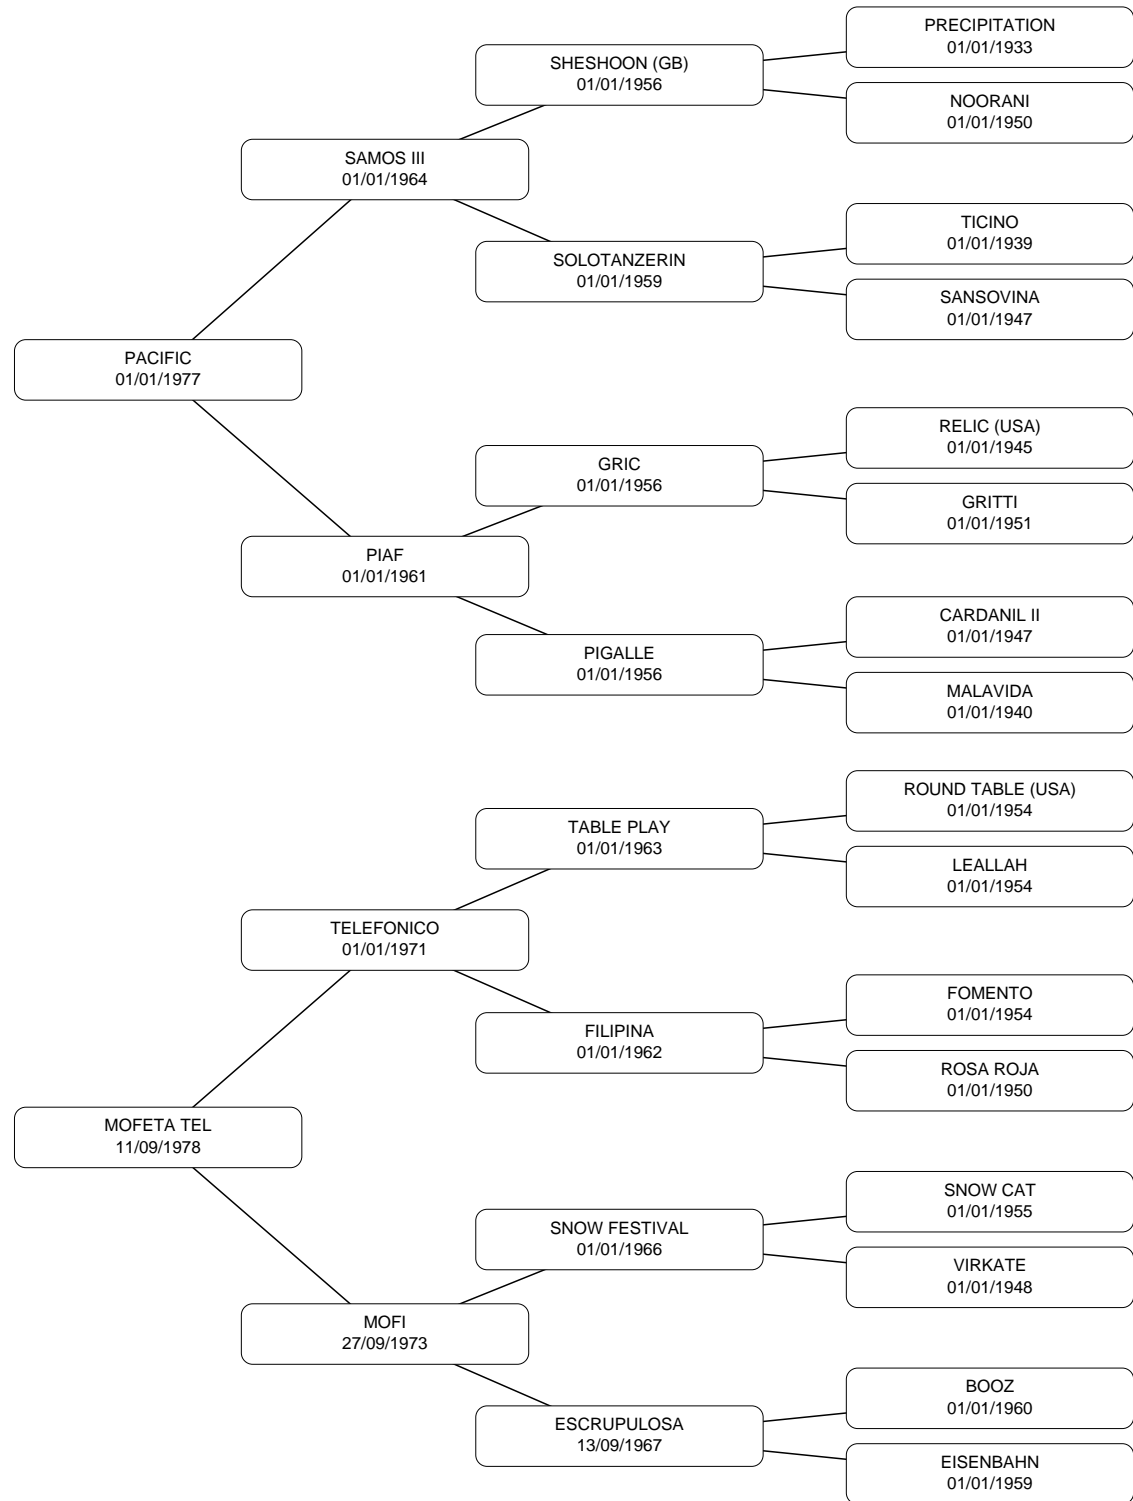 PRECIPITATION
01/01/1933
SHESHOON (GB)
01/01/1956
NOORANI
01/01/1950
SAMOS III
01/01/1964
TICINO
01/01/1939
SOLOTANZERIN
01/01/1959
SANSOVINA
01/01/1947
PACIFIC
01/01/1977
RELIC (USA)
01/01/1945
GRIC
01/01/1956
GRITTI
01/01/1951
PIAF
01/01/1961
CARDANIL II
01/01/1947
PIGALLE
01/01/1956
MALAVIDA
01/01/1940
ROUND TABLE (USA)
01/01/1954
TABLE PLAY
01/01/1963
LEALLAH
01/01/1954
TELEFONICO
01/01/1971
FOMENTO
01/01/1954
FILIPINA
01/01/1962
ROSA ROJA
01/01/1950
MOFETA TEL
11/09/1978
SNOW CAT
01/01/1955
SNOW FESTIVAL
01/01/1966
VIRKATE
01/01/1948
MOFI
27/09/1973
BOOZ
01/01/1960
ESCRUPULOSA
13/09/1967
EISENBAHN
01/01/1959